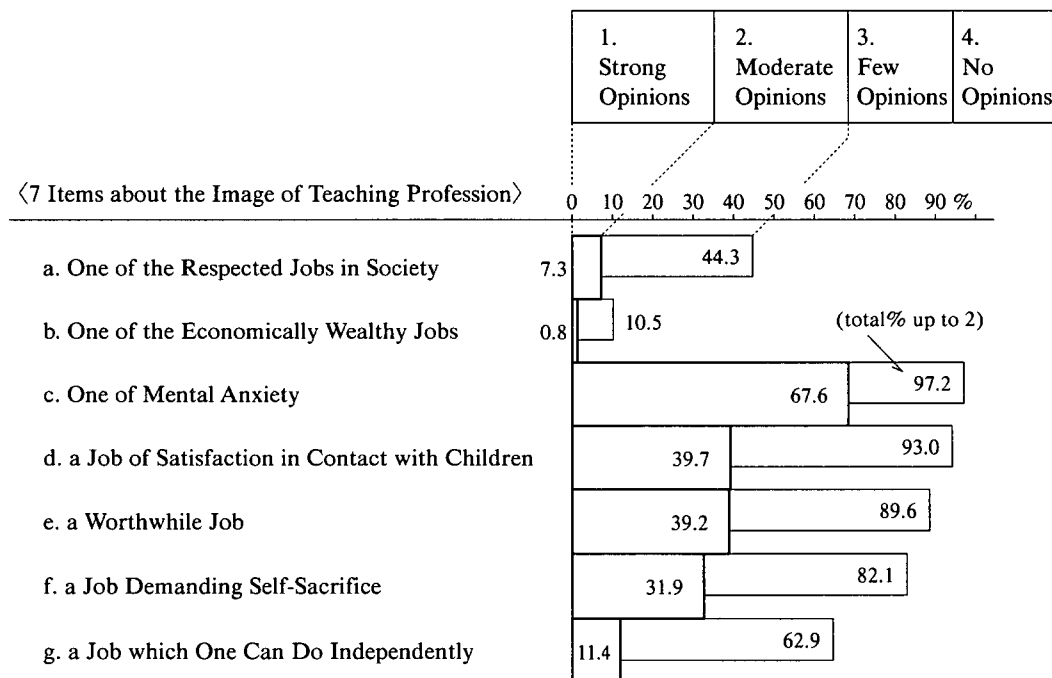 1.
Strong
Opinions
2.
Moderate
Opinions
3.
Few
Opinions
4.
No
Opinions
〈7 Items about the Image of Teaching Profession〉
0 10 20 30 40 50 60 70 80 90 %
a. One of the Respected Jobs in Society 7.3 44.3
b. One of the Economically Wealthy Jobs 0.8 10.5
(total% up to 2)
c. One of Mental Anxiety 67.6 97.2
d. a Job of Satisfaction in Contact with Children 39.7 93.0
e. a Worthwhile Job 39.2 89.6
f. a Job Demanding Self-Sacrifice 31.9 82.1
g. a Job which One Can Do Independently 11.4 62.9